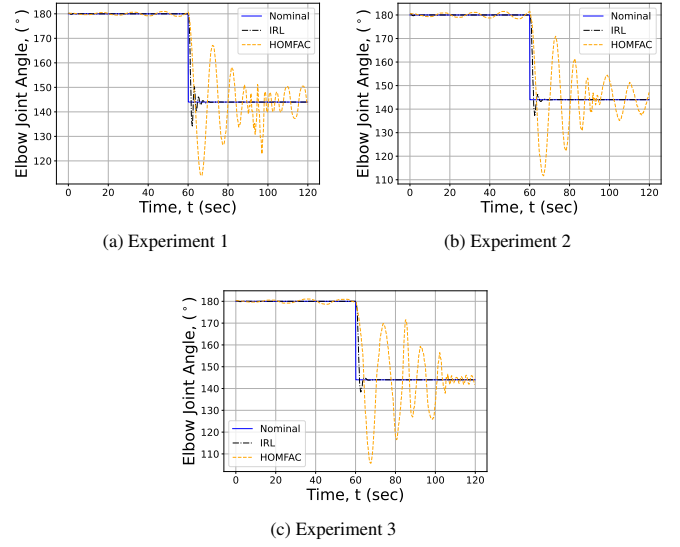 180
170
160
150
140
130
120
Elbow Joint Angle, (°)
Nominal
IRL
HOMFAC
0 20 40 60 80 100 120
Time, t (sec)
(a) Experiment 1
180
170
160
150
140
130
120
110
Elbow Joint Angle, (°)
Nominal
IRL
HOMFAC
0 20 40 60 80 100 120
Time, t (sec)
(b) Experiment 2
180
170
160
150
140
130
120
110
Elbow Joint Angle, (°)
Nominal
IRL
HOMFAC
0 20 40 60 80 100 120
Time, t (sec)
(c) Experiment 3